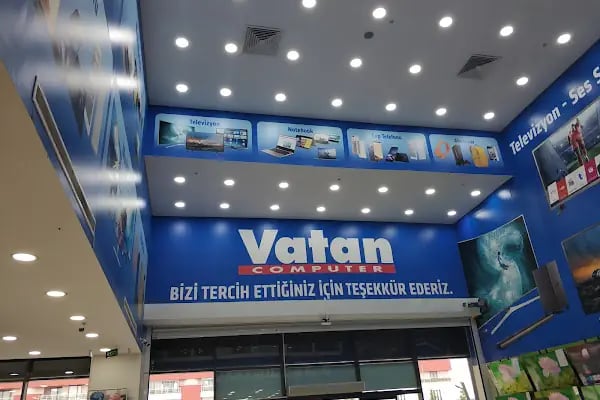 Televizyon
Notebook
Cep Telefonu
Televizyon - Ses S
Vatan
COMPUTER
BİZİ TERCİH ETTİĞİNİZ İÇİN TEŞEKKÜR EDERİZ.